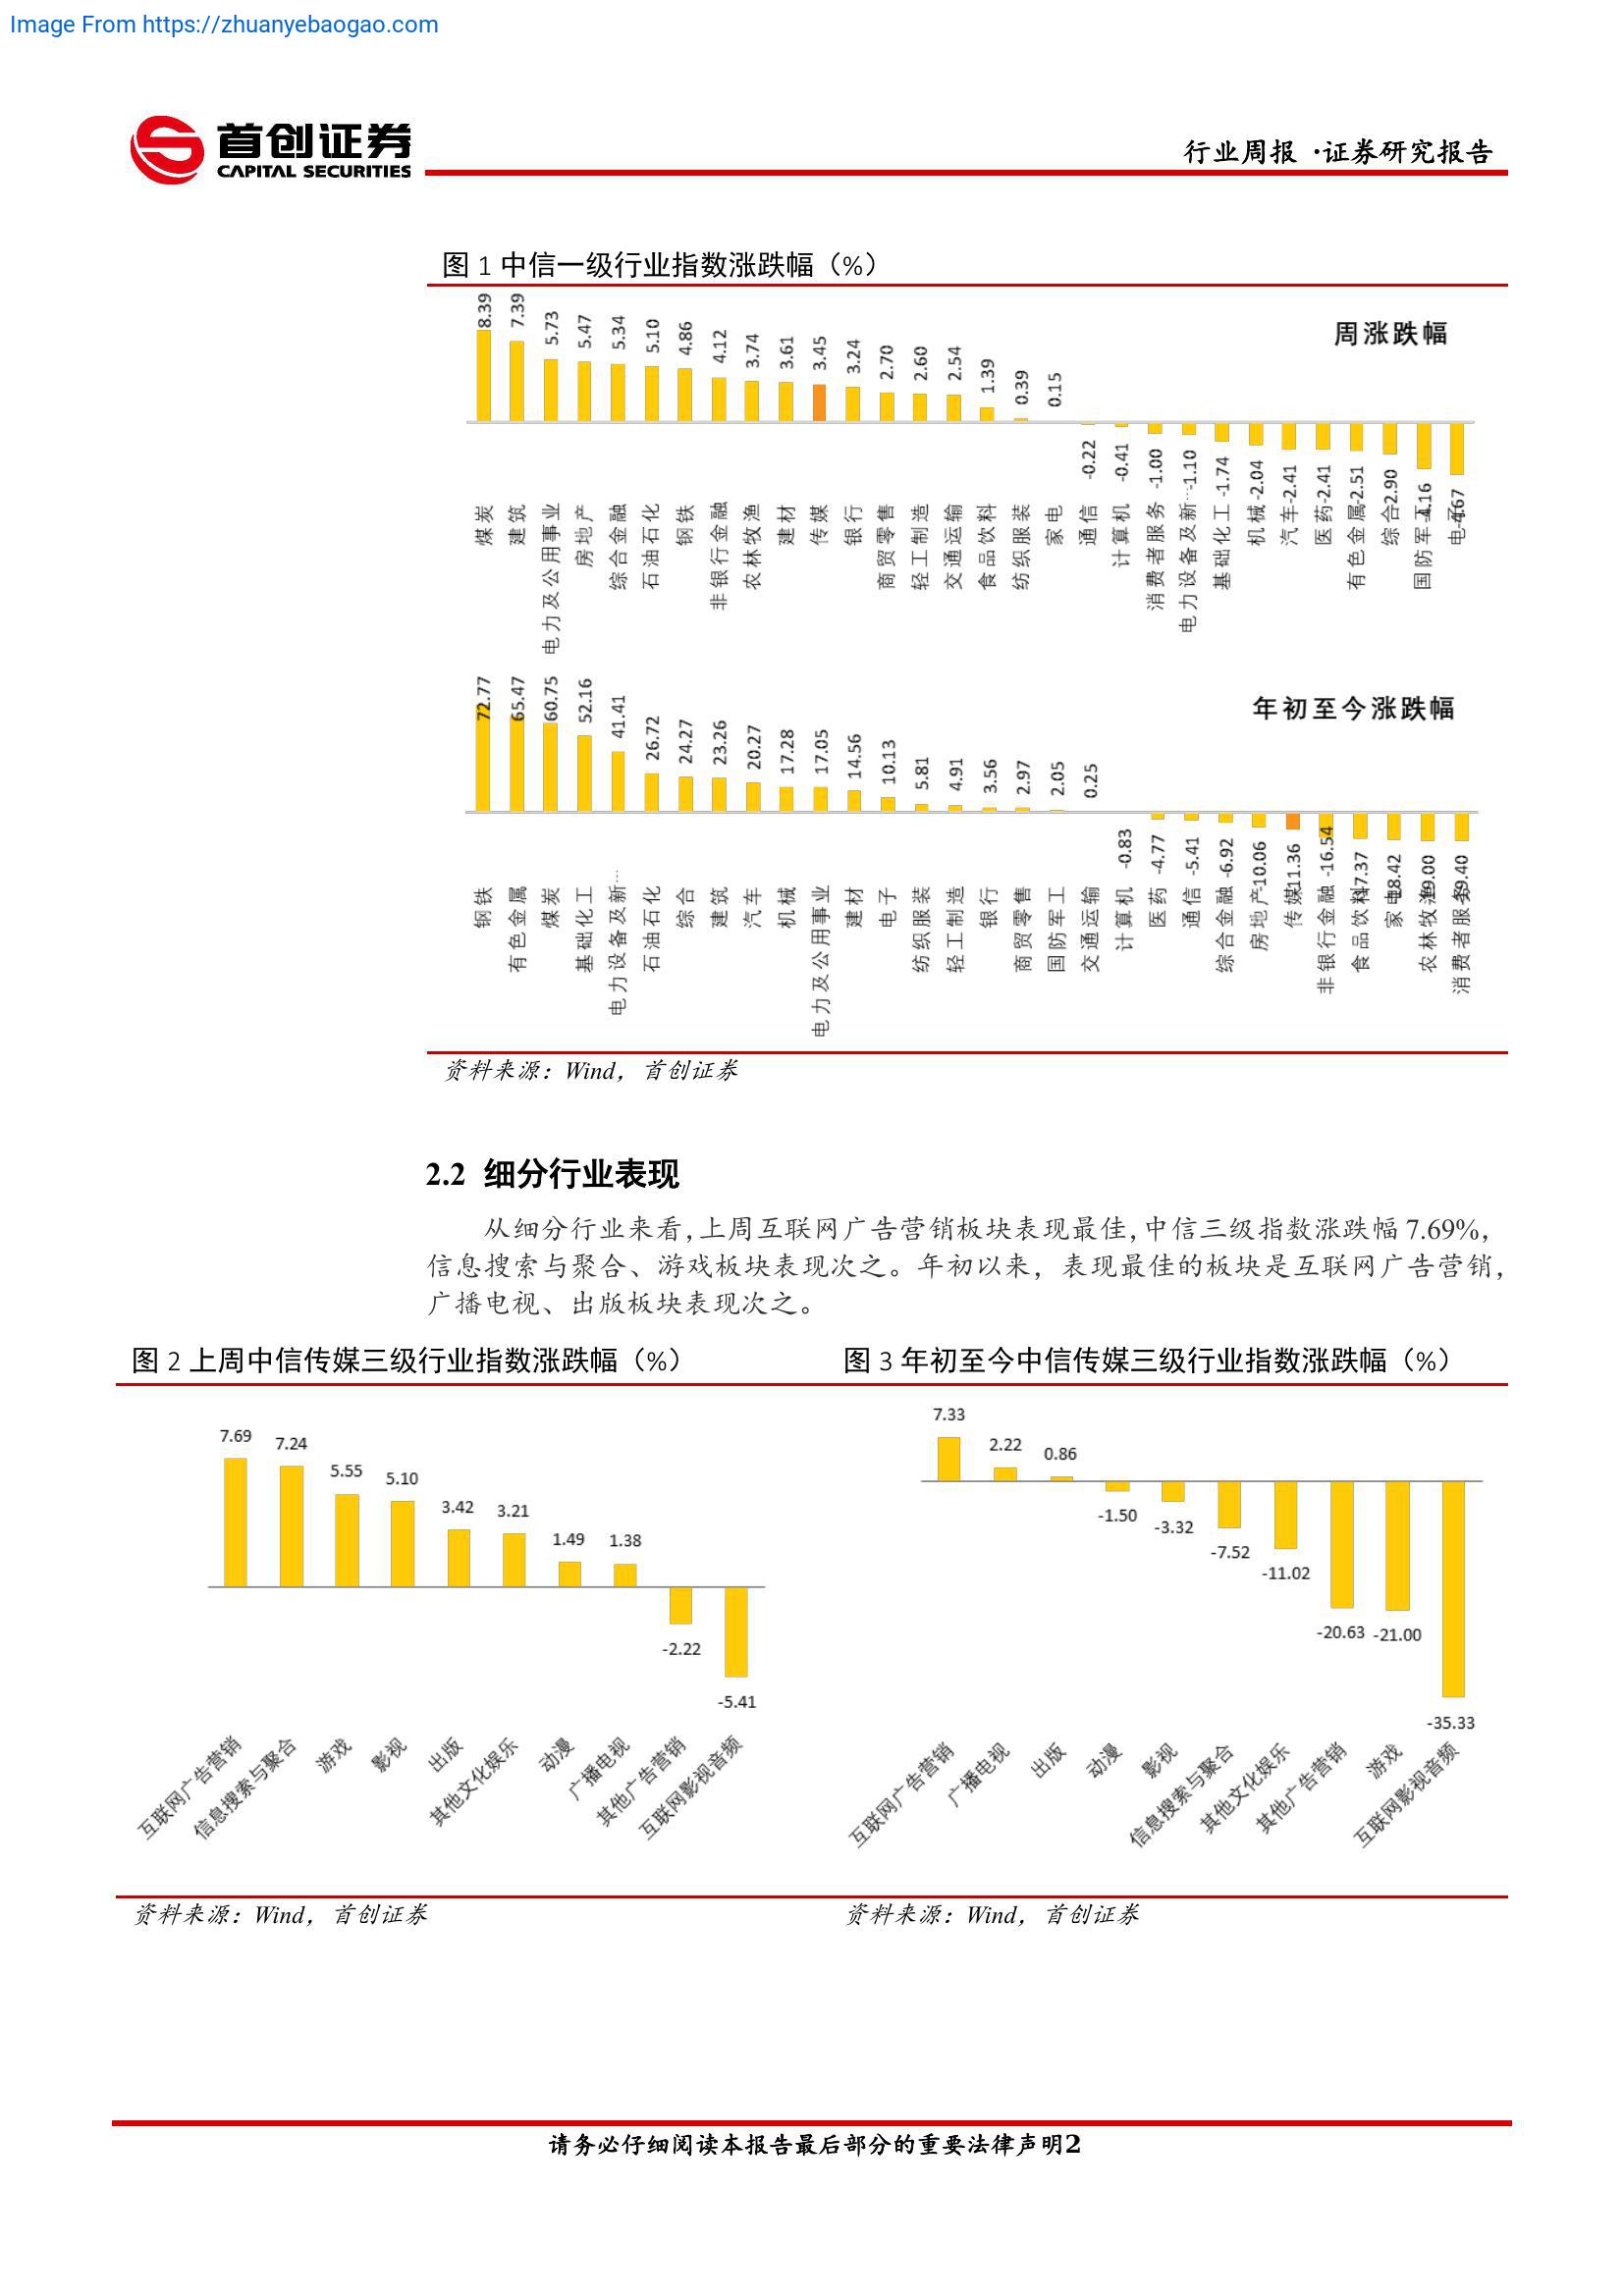 Image From https://zhuanyebaogao.com
首创证券
CAPITAL SECURITIES
行业周报 ·证券研究报告
图 1 中信一级行业指数涨跌幅（%）
周涨跌幅
8.39 7.39 5.73 5.47 5.34 5.10 4.86 4.12 3.74 3.61 3.45 3.24 2.70 2.60 2.54 1.39 0.39 0.15 -0.22 -0.41 -1.00 -1.10 -1.74 -2.04 -2.41 -2.41 -2.51 -2.90 -4.16 -4.67
煤炭 建筑 电力及公用事业 房地产 综合金融 石油石化 钢铁 非银行金融 农林牧渔 建材 传媒 银行 商贸零售 轻工制造 交通运输 食品饮料 纺织服装 家电 通信 计算机 消费者服务 电力设备及新… 基础化工 机械 汽车 医药 有色金属 综合 国防军工 电子
年初至今涨跌幅
72.77 65.47 60.75 52.16 41.41 26.72 24.27 23.26 20.27 17.28 17.05 14.56 10.13 5.81 4.91 3.56 2.97 2.05 0.25 -0.83 -4.77 -5.41 -6.92 -10.06 -11.36 -16.54 -17.37 -18.42 -19.00 -19.40
钢铁 有色金属 煤炭 基础化工 电力设备及新… 石油石化 综合 建筑 汽车 机械 电力及公用事业 建材 电子 纺织服装 轻工制造 银行 商贸零售 国防军工 交通运输 计算机 医药 通信 综合金融 房地产 传媒 非银行金融 食品饮料 家电 农林牧渔 消费者服务
资料来源：Wind，首创证券
2.2 细分行业表现
从细分行业来看，上周互联网广告营销板块表现最佳，中信三级指数涨跌幅 7.69%，
信息搜索与聚合、游戏板块表现次之。年初以来，表现最佳的板块是互联网广告营销，
广播电视、出版板块表现次之。
图 2 上周中信传媒三级行业指数涨跌幅（%）
7.69 7.24 5.55 5.10 3.42 3.21 1.49 1.38 -2.22 -5.41
互联网广告营销 信息搜索与聚合 游戏 影视 出版 其他文化娱乐 动漫 广播电视 其他广告营销 互联网影视音频
资料来源：Wind，首创证券
图 3 年初至今中信传媒三级行业指数涨跌幅（%）
7.33 2.22 0.86 -1.50 -3.32 -7.52 -11.02 -20.63 -21.00 -35.33
互联网广告营销 广播电视 出版 动漫 影视 信息搜索与聚合 其他文化娱乐 其他广告营销 游戏 互联网影视音频
资料来源：Wind，首创证券
请务必仔细阅读本报告最后部分的重要法律声明2